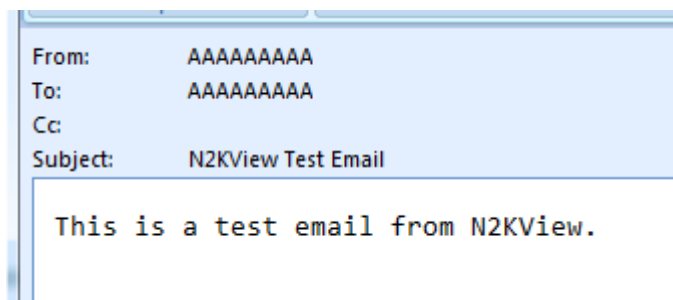 From: AAAAAAAAA
To: AAAAAAAAA
Cc:
Subject: N2KView Test Email
This is a test email from N2KView.